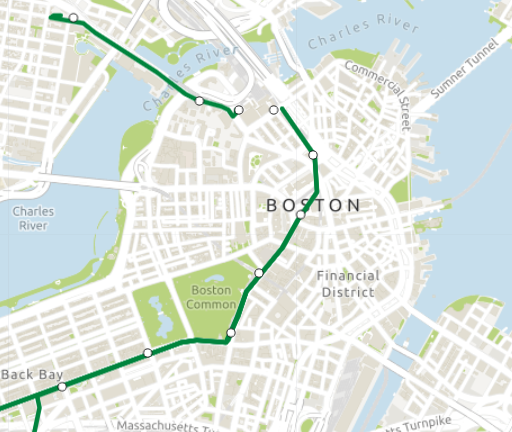 Charles River
Charles River
Sumner Tunnel
Commercial Street
BOSTON
Charles
River
Financial
District
Boston
Common
Back Bay
Massachusetts Tu
tts Turnpike